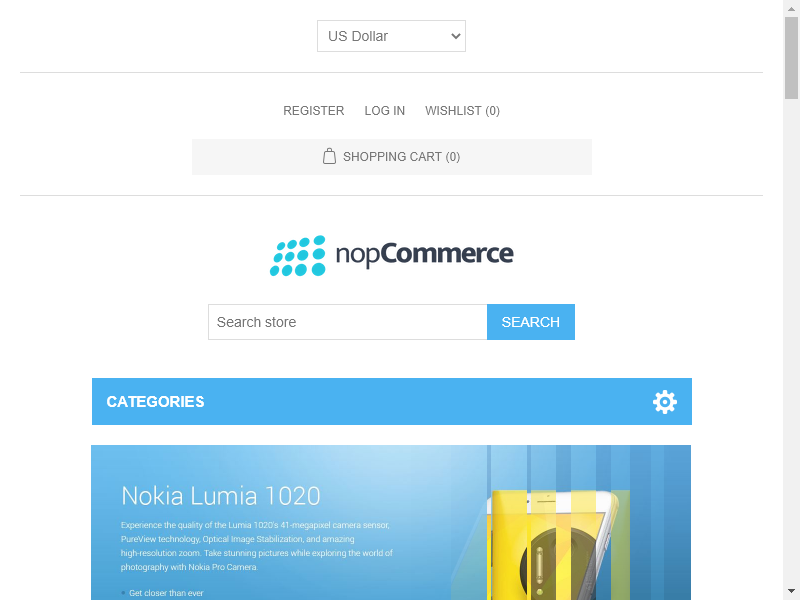 US Dollar
REGISTER LOG IN WISHLIST (0)
SHOPPING CART (0)
nopCommerce
Search store SEARCH
CATEGORIES
Nokia Lumia 1020
Experience the quality of the Lumia 1020's 41-megapixel camera sensor,
PureView technology, Optical Image Stabilization, and amazing
high-resolution zoom. Take stunning pictures while exploring the world of
photography with Nokia Pro Camera.
Get closer than ever